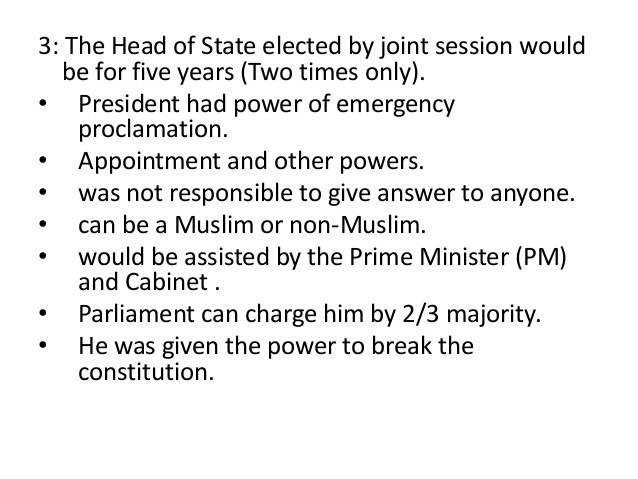 3: The Head of State elected by joint session would
be for five years (Two times only).
• President had power of emergency
proclamation.
• Appointment and other powers.
• was not responsible to give answer to anyone.
• can be a Muslim or non-Muslim.
• would be assisted by the Prime Minister (PM)
and Cabinet .
• Parliament can charge him by 2/3 majority.
• He was given the power to break the
constitution.